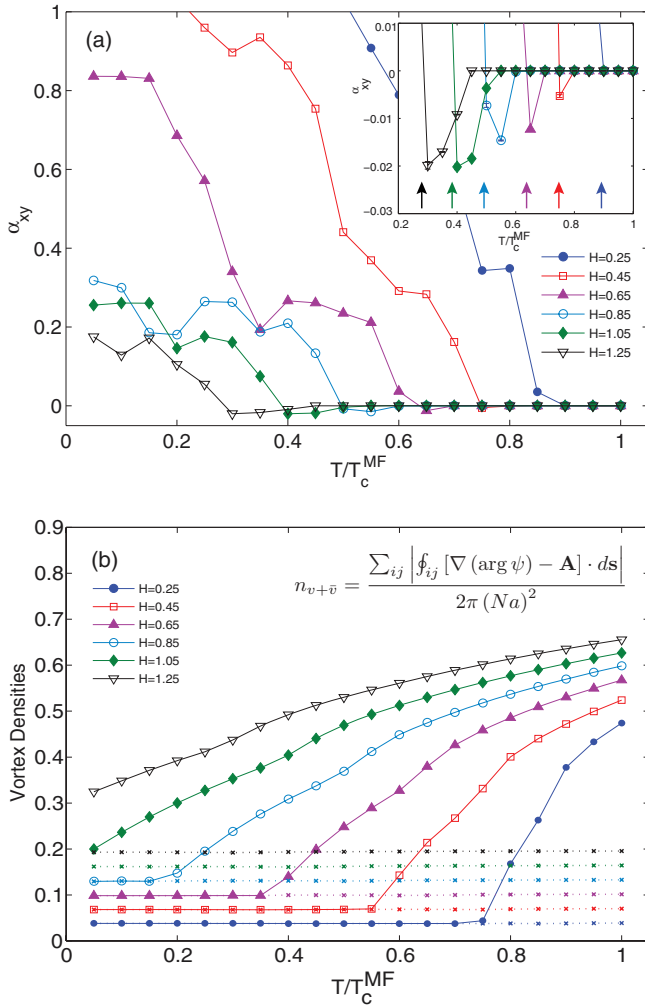 (a)
α_xy
1
0.8
0.6
0.4
0.2
0
0
0.2
0.4
0.6
0.8
1
T/T_c^MF
0.01
0.00
−0.01
−0.02
−0.03
α_xy
0.2
0.4
0.6
0.8
1
T/T_c^MF
H=0.25
H=0.45
H=0.65
H=0.85
H=1.05
H=1.25
(b)
Vortex Densities
0.9
0.8
0.7
0.6
0.5
0.4
0.3
0.2
0.1
0
H=0.25
H=0.45
H=0.65
H=0.85
H=1.05
H=1.25
n_{v+v̄} = \frac{∑_{ij} |∮_{ij} [∇ (arg ψ) − A] · ds|}{2π (Na)^2}
0
0.2
0.4
0.6
0.8
1
T/T_c^MF